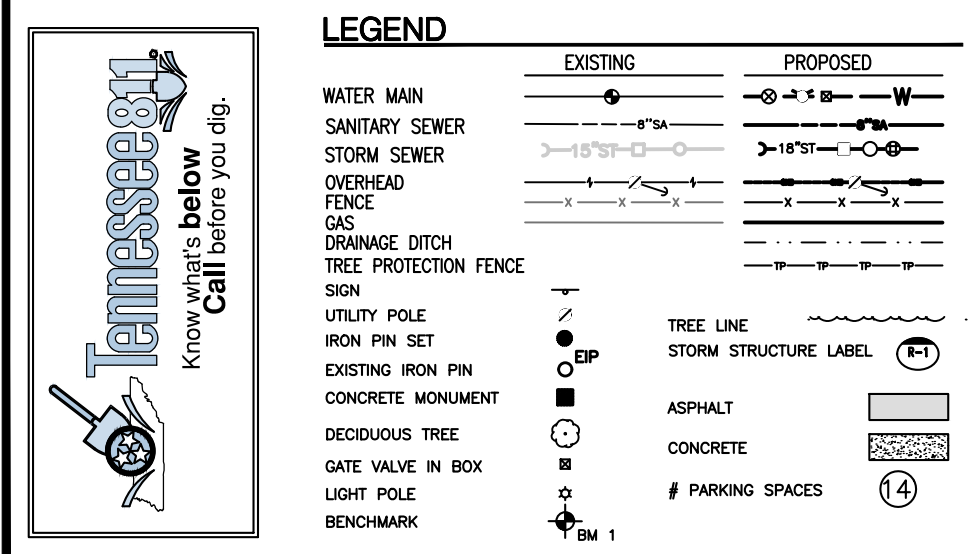 Tennessee811.
Know what's below
Call before you dig.
LEGEND
EXISTING PROPOSED
WATER MAIN W
SANITARY SEWER 8"SA 8"SA
STORM SEWER 15"ST 18"ST
OVERHEAD
FENCE X X X X X X
GAS
DRAINAGE DITCH
TREE PROTECTION FENCE TP TP TP TP
SIGN
UTILITY POLE
IRON PIN SET
EXISTING IRON PIN EIP
CONCRETE MONUMENT
DECIDUOUS TREE
GATE VALVE IN BOX
LIGHT POLE
BENCHMARK BM 1
TREE LINE
STORM STRUCTURE LABEL R-1
ASPHALT
CONCRETE
# PARKING SPACES 14